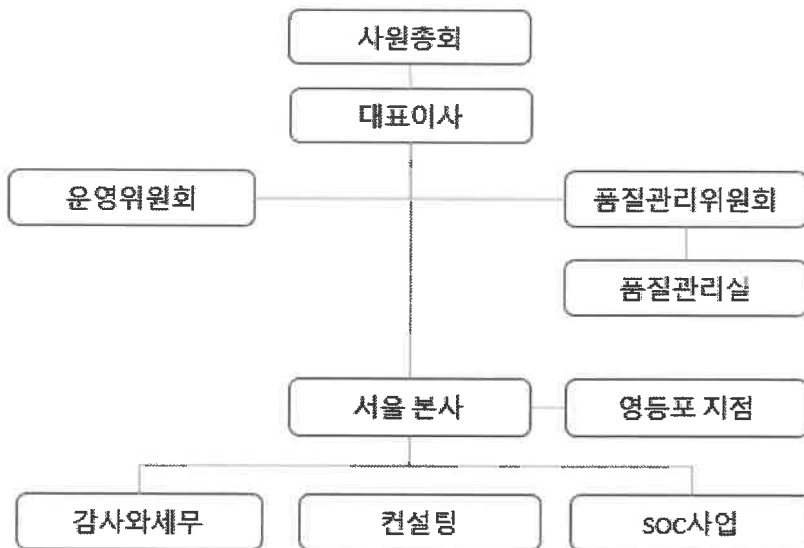 사원총회
대표이사
운영위원회
품질관리위원회
품질관리실
서울 본사
영등포 지점
감사와세무
컨설팅
SOC사업